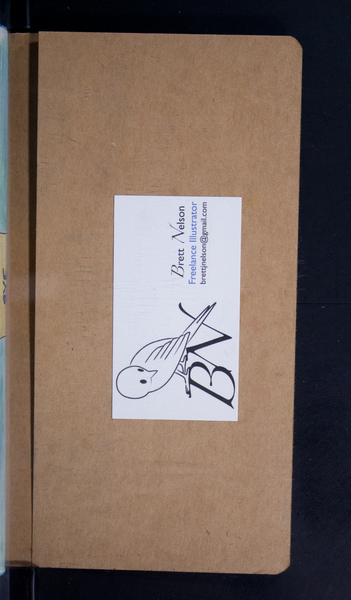 Brett Nelson
Freelance Illustrator
brettjnelson@gmail.com
BN